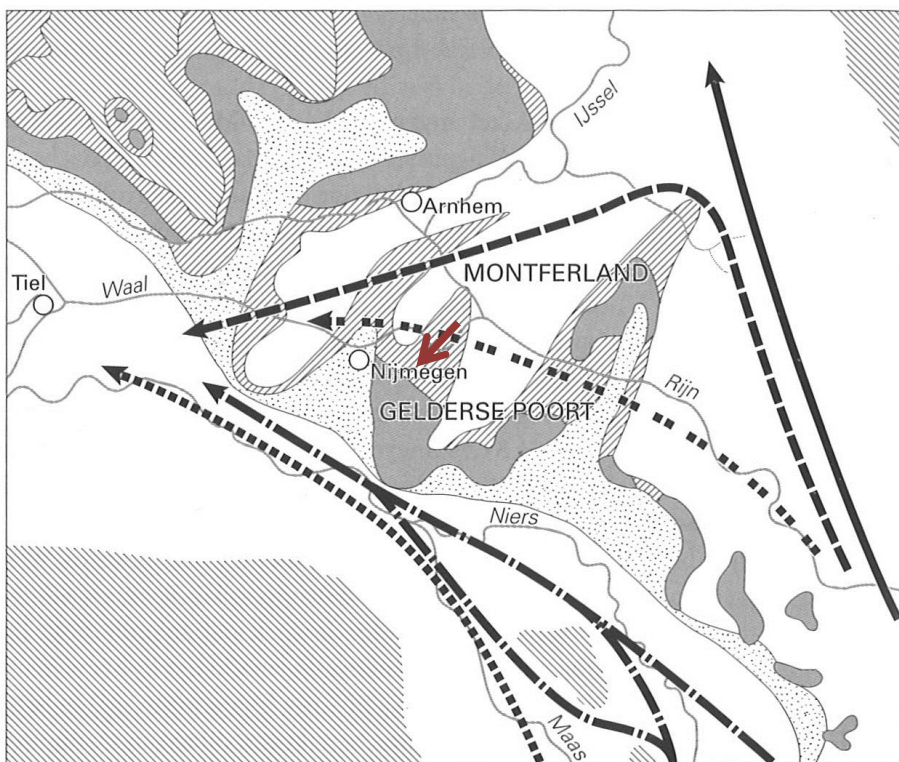 IJssel
Arnhem
MONTFERLAND
Tiel
Waal
Nijmegen
Rijn
GELDERSE POORT
Niers
Maas